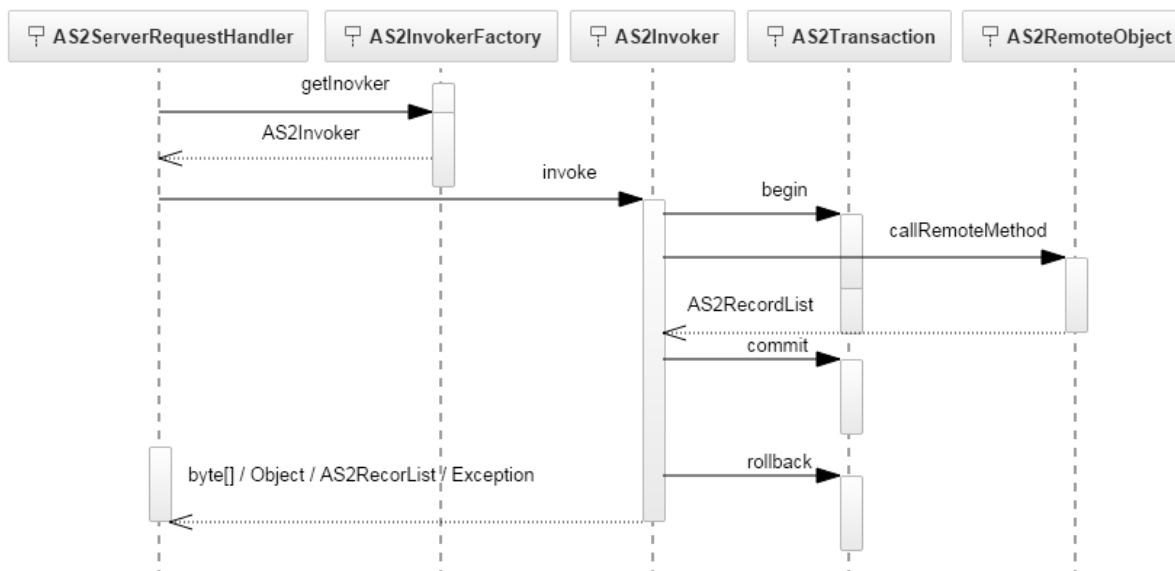 AS2ServerRequestHandler AS2InvokerFactory AS2Invoker AS2Transaction AS2RemoteObject
getInovker
AS2Invoker
invoke
begin
callRemoteMethod
AS2RecordList
commit
rollback
byte[] / Object / AS2RecorList / Exception